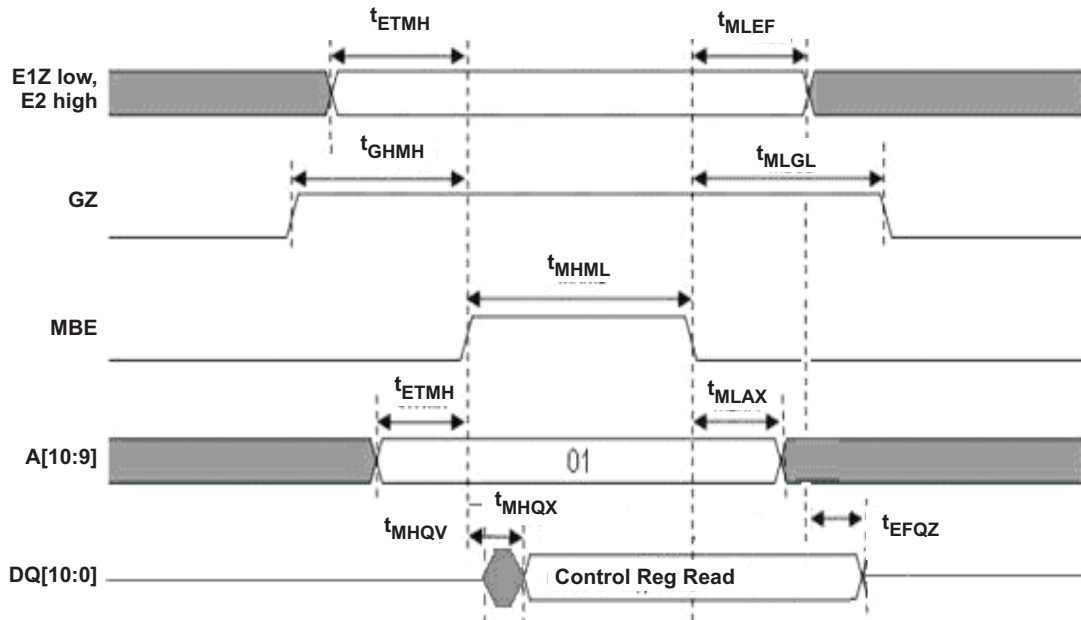 tETMH
tMLEF
E1Z low,
E2 high
tGHMH
tMLGL
GZ
tMHML
MBE
tETMH
tMLAX
A[10:9]
01
tMHQX
tMHQV
tEFQZ
DQ[10:0]
Control Reg Read